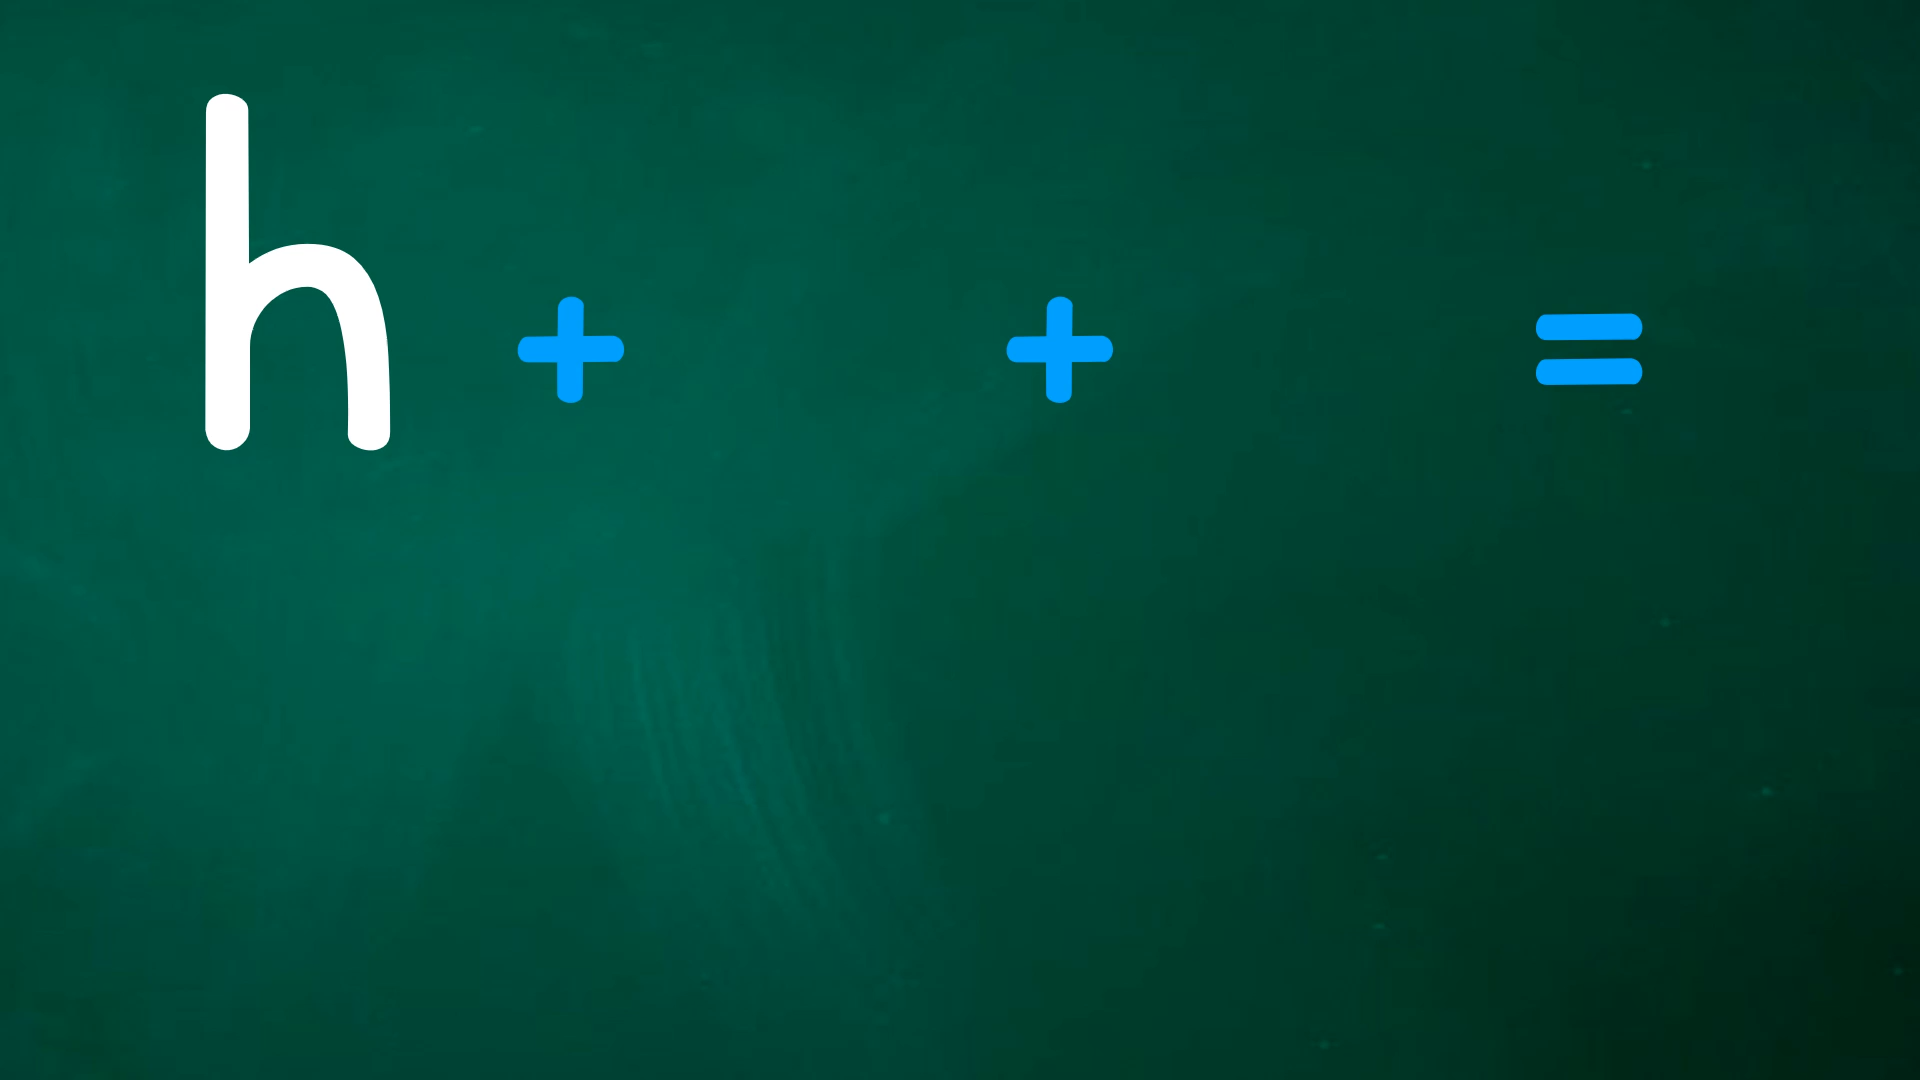 h + + =